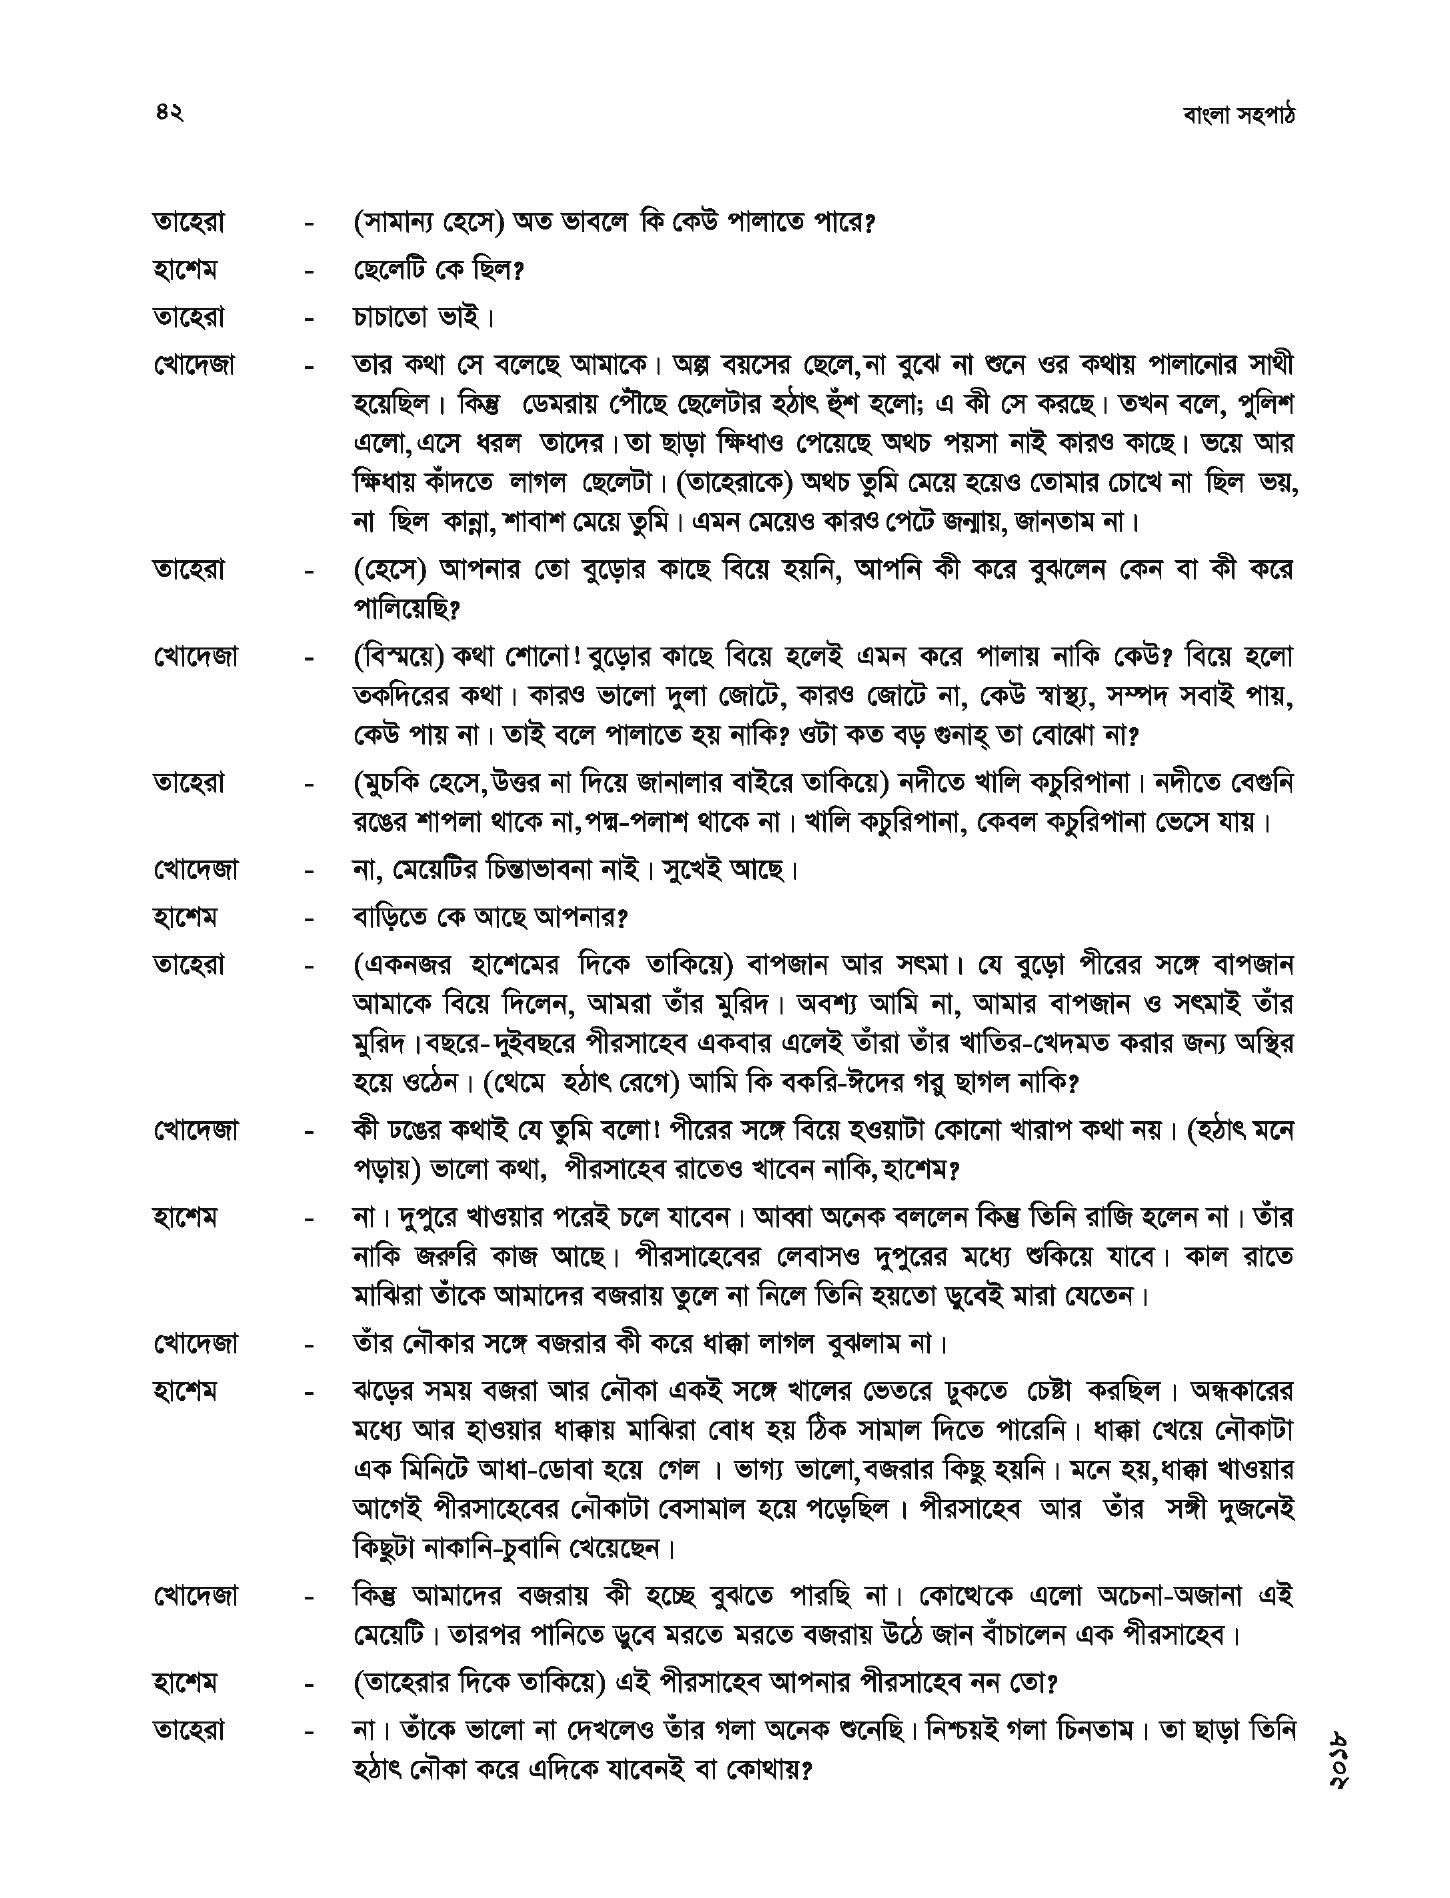 ৪২ বাংলা সহপাঠ
তাহেরা - (সামান্য হেসে) অত ভাবলে কি কেউ পালাতে পারে?
হাশেম - ছেলেটি কে ছিল?
তাহেরা - চাচাতো ভাই।
খোদেজা - তার কথা সে বলেছে আমাকে। অল্প বয়সের ছেলে,না বুঝে না শুনে ওর কথায় পালানোর সাথী
হয়েছিল। কিন্তু ডেমরায় পৌঁছে ছেলেটার হঠাৎ হুঁশ হলো; এ কী সে করছে। তখন বলে, পুলিশ
এলো,এসে ধরল তাদের।তা ছাড়া ক্ষিধাও পেয়েছে অথচ পয়সা নাই কারও কাছে। ভয়ে আর
ক্ষিধায় কাঁদতে লাগল ছেলেটা। (তাহেরাকে) অথচ তুমি মেয়ে হয়েও তোমার চোখে না ছিল ভয়,
না ছিল কান্না, শাবাশ মেয়ে তুমি। এমন মেয়েও কারও পেটে জন্মায়, জানতাম না।
তাহেরা - (হেসে) আপনার তো বুড়োর কাছে বিয়ে হয়নি, আপনি কী করে বুঝলেন কেন বা কী করে
পালিয়েছি?
খোদেজা - (বিস্ময়ে) কথা শোনো! বুড়োর কাছে বিয়ে হলেই এমন করে পালায় নাকি কেউ? বিয়ে হলো
তকদিরের কথা। কারও ভালো দুলা জোটে, কারও জোটে না, কেউ স্বাস্থ্য, সম্পদ সবাই পায়,
কেউ পায় না। তাই বলে পালাতে হয় নাকি? ওটা কত বড় গুনাহ্ তা বোঝো না?
তাহেরা - (মুচকি হেসে,উত্তর না দিয়ে জানালার বাইরে তাকিয়ে) নদীতে খালি কচুরিপানা। নদীতে বেগুনি
রঙের শাপলা থাকে না,পদ্ম-পলাশ থাকে না। খালি কচুরিপানা, কেবল কচুরিপানা ভেসে যায়।
খোদেজা - না, মেয়েটির চিন্তাভাবনা নাই। সুখেই আছে।
হাশেম - বাড়িতে কে আছে আপনার?
তাহেরা - (একনজর হাশেমের দিকে তাকিয়ে) বাপজান আর সৎমা। যে বুড়ো পীরের সঙ্গে বাপজান
আমাকে বিয়ে দিলেন, আমরা তাঁর মুরিদ। অবশ্য আমি না, আমার বাপজান ও সৎমাই তাঁর
মুরিদ।বছরে-দুইবছরে পীরসাহেব একবার এলেই তাঁরা তাঁর খাতির-খেদমত করার জন্য অস্থির
হয়ে ওঠেন। (থেমে হঠাৎ রেগে) আমি কি বকরি-ঈদের গরু ছাগল নাকি?
খোদেজা - কী ঢঙের কথাই যে তুমি বলো! পীরের সঙ্গে বিয়ে হওয়াটা কোনো খারাপ কথা নয়। (হঠাৎ মনে
পড়ায়) ভালো কথা, পীরসাহেব রাতেও খাবেন নাকি,হাশেম?
হাশেম - না। দুপুরে খাওয়ার পরেই চলে যাবেন। আব্বা অনেক বললেন কিন্তু তিনি রাজি হলেন না। তাঁর
নাকি জরুরি কাজ আছে। পীরসাহেবের লেবাসও দুপুরের মধ্যে শুকিয়ে যাবে। কাল রাতে
মাঝিরা তাঁকে আমাদের বজরায় তুলে না নিলে তিনি হয়তো ডুবেই মারা যেতেন।
খোদেজা - তাঁর নৌকার সঙ্গে বজরার কী করে ধাক্কা লাগল বুঝলাম না।
হাশেম - ঝড়ের সময় বজরা আর নৌকা একই সঙ্গে খালের ভেতরে ঢুকতে চেষ্টা করছিল। অন্ধকারের
মধ্যে আর হাওয়ার ধাক্কায় মাঝিরা বোধ হয় ঠিক সামাল দিতে পারেনি। ধাক্কা খেয়ে নৌকাটা
এক মিনিটে আধা-ডোবা হয়ে গেল । ভাগ্য ভালো,বজরার কিছু হয়নি। মনে হয়,ধাক্কা খাওয়ার
আগেই পীরসাহেবের নৌকাটা বেসামাল হয়ে পড়েছিল। পীরসাহেব আর তাঁর সঙ্গী দুজনেই
কিছুটা নাকানি-চুবানি খেয়েছেন।
খোদেজা - কিন্তু আমাদের বজরায় কী হচ্ছে বুঝতে পারছি না। কোত্থেকে এলো অচেনা-অজানা এই
মেয়েটি। তারপর পানিতে ডুবে মরতে মরতে বজরায় উঠে জান বাঁচালেন এক পীরসাহেব।
হাশেম - (তাহেরার দিকে তাকিয়ে) এই পীরসাহেব আপনার পীরসাহেব নন তো?
তাহেরা - না। তাঁকে ভালো না দেখলেও তাঁর গলা অনেক শুনেছি। নিশ্চয়ই গলা চিনতাম। তা ছাড়া তিনি
হঠাৎ নৌকা করে এদিকে যাবেনই বা কোথায়?
২০১৮